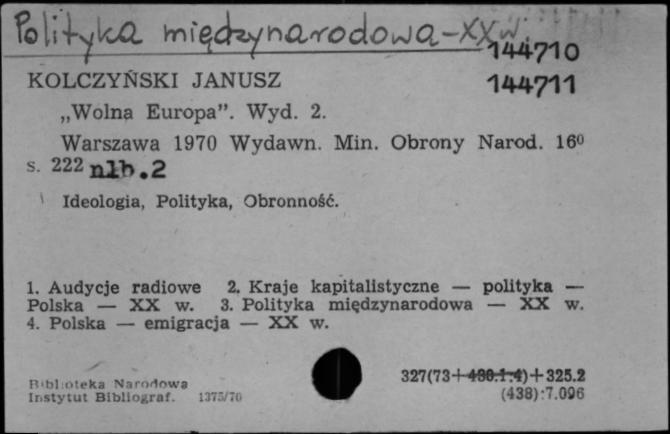 Polityka międzynarodowa-XX w.
144710
KOLCZYŃSKI JANUSZ 144711
„Wolna Europa". Wyd. 2.
Warszawa 1970 Wydawn. Min. Obrony Narod. 16⁰
s. 222 nlb.2
Ideologia, Polityka, Obronność.
1. Audycje radiowe 2. Kraje kapitalistyczne — polityka —
Polska — XX w. 3. Polityka międzynarodowa — XX w.
4. Polska — emigracja — XX w.
Biblioteka Narodowa 327(73+430.1:4)+325.2
Instytut Bibliograf. 1375/70 (438):7.096